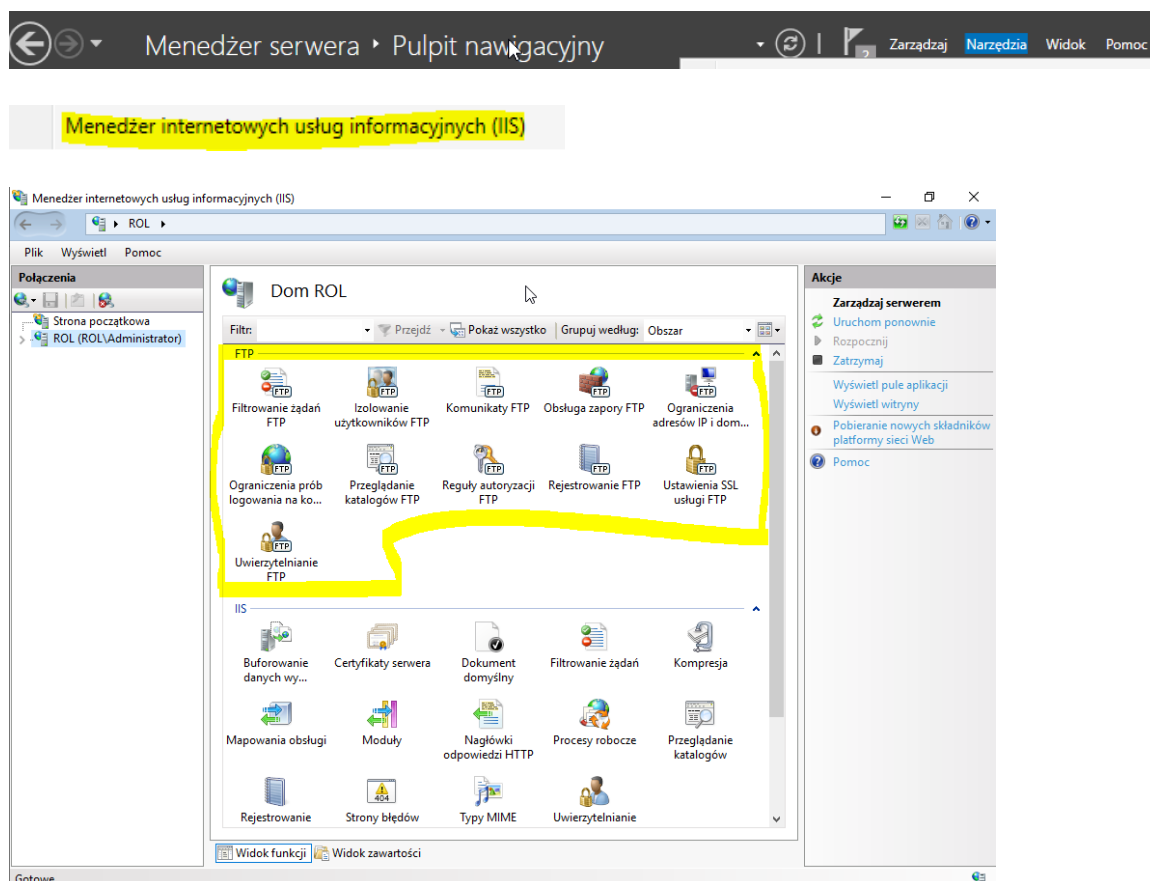 Menedżer serwera ‣ Pulpit nawigacyjny
2
Zarządzaj Narzędzia Widok Pomoc
Menedżer internetowych usług informacyjnych (IIS)
Menedżer internetowych usług informacyjnych (IIS)
ROL
Plik Wyświetl Pomoc
Połączenia
Strona początkowa
ROL (ROL\Administrator)
Dom ROL
Filtr: Przejdź Pokaż wszystko Grupuj według: Obszar
FTP
Filtrowanie żądań
FTP
Izolowanie
użytkowników FTP
Komunikaty FTP
Obsługa zapory FTP
Ograniczenia
adresów IP i dom...
Ograniczenia prób
logowania na ko...
Przeglądanie
katalogów FTP
Reguły autoryzacji
FTP
Rejestrowanie FTP
Ustawienia SSL
usługi FTP
Uwierzytelnianie
FTP
IIS
Buforowanie
danych wy...
Certyfikaty serwera
Dokument
domyślny
Filtrowanie żądań
Kompresja
Mapowania obsługi
Moduły
Nagłówki
odpowiedzi HTTP
Procesy robocze
Przeglądanie
katalogów
Rejestrowanie
404
Strony błędów
Typy MIME
Uwierzytelnianie
Widok funkcji Widok zawartości
Akcje
Zarządzaj serwerem
Uruchom ponownie
Rozpocznij
Zatrzymaj
Wyświetl pule aplikacji
Wyświetl witryny
Pobieranie nowych składników
platformy sieci Web
Pomoc
Gotowe